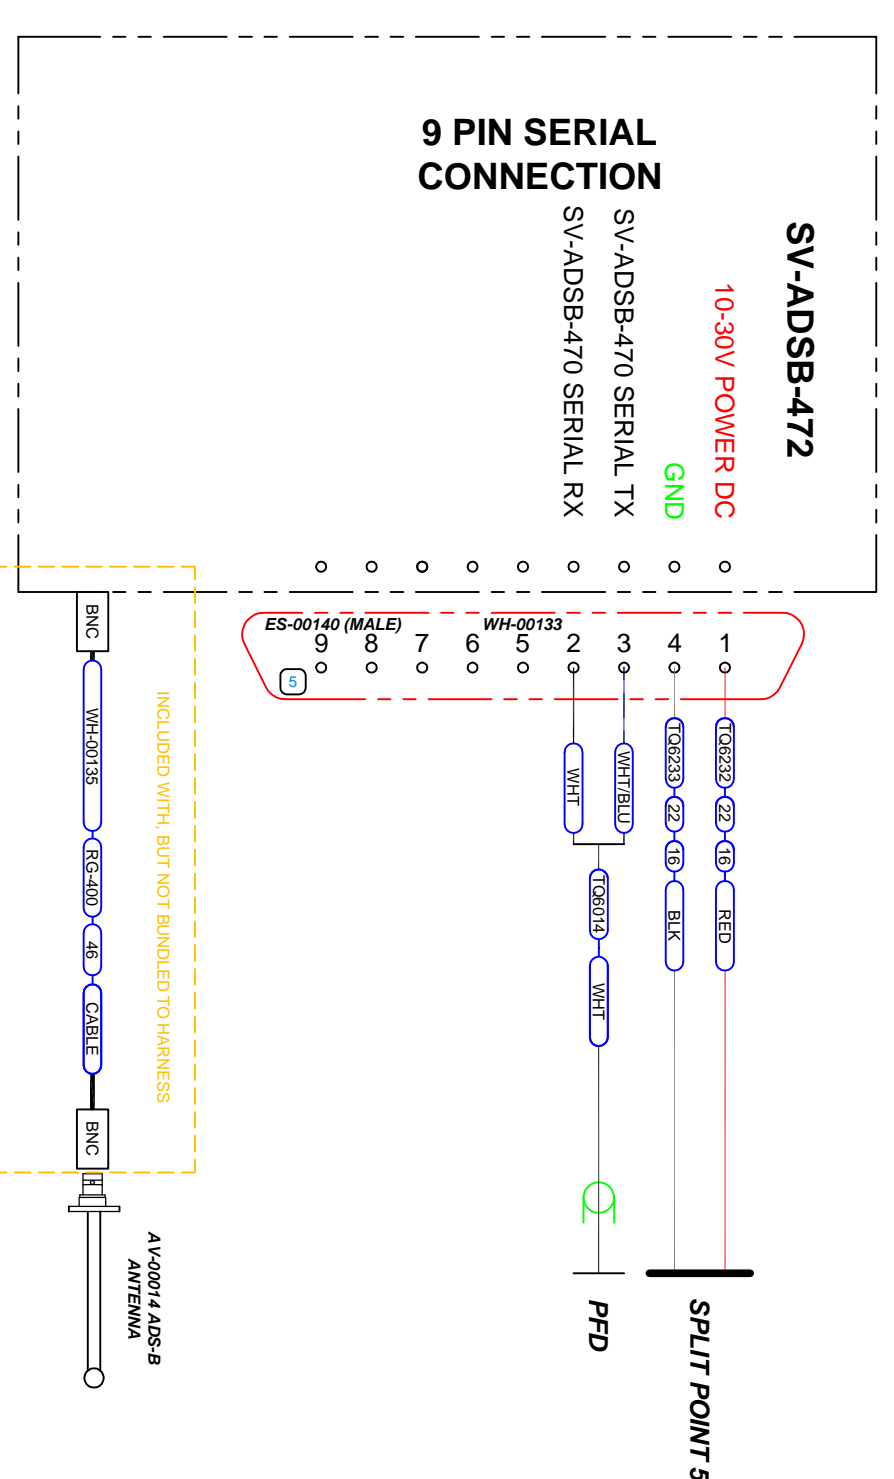 9 PIN SERIAL
CONNECTION
SV-ADSB-472
10-30V POWER DC
GND
SV-ADSB-470 SERIAL TX
SV-ADSB-470 SERIAL RX
ES-00140 (MALE)
WH-00133
9 8 7 6 5 2 3 4 1
5
TQ6232 22 16 RED
TQ6233 22 16 BLK
WHT/BLU
WHT
TQ6014 WHT
SPLIT POINT 5
PFD
BNC
WH-00135 RG-400 46 CABLE
BNC
INCLUDED WITH, BUT NOT BUNDLED TO HARNESS
AV-00014 ADS-B
ANTENNA